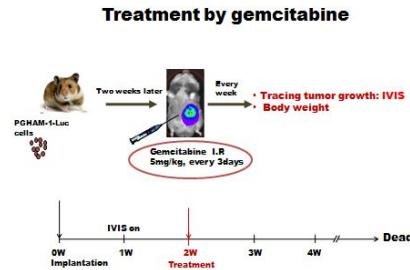 Treatment by gemcitabine
Two weeks later
Every
week
• Tracing tumor growth: IVIS
• Body weight
PGHAM-1-Luc
cells
Gemcitabine I.R
5mg/kg, every 3days
IVIS on
Dead
0W
1W
2W
3W
4W
Implantation
Treatment